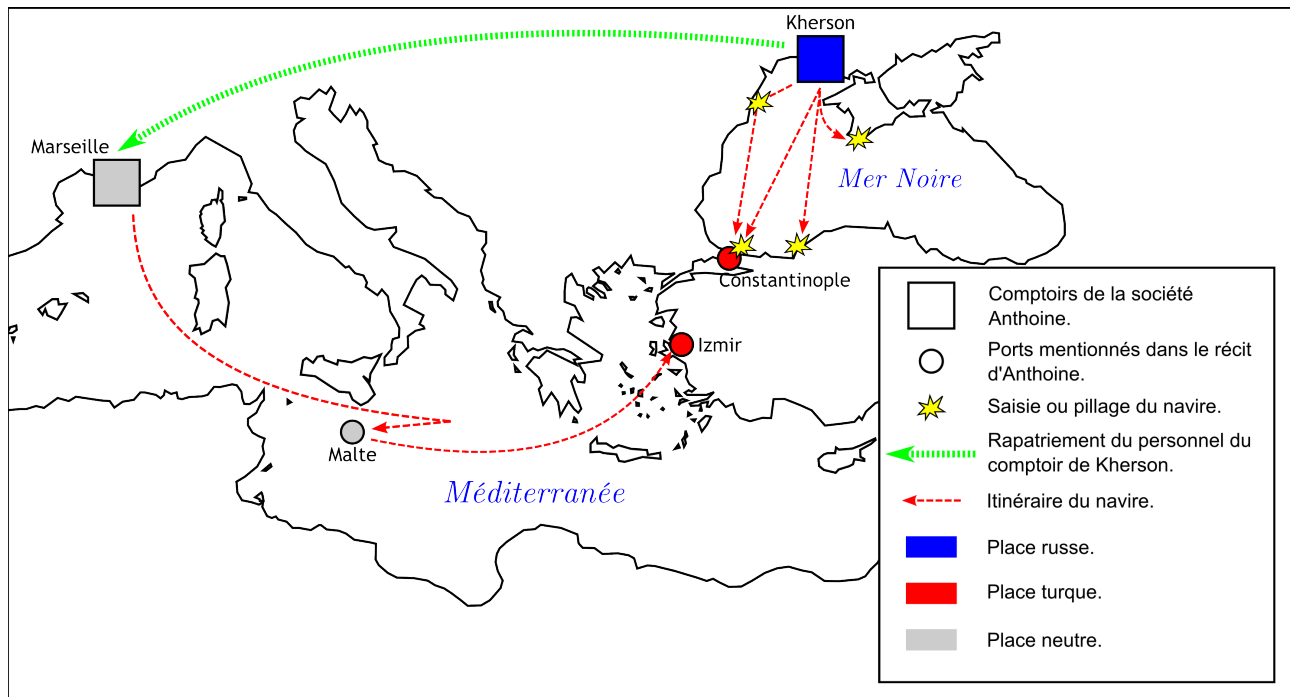 Kherson
Marseille
Mer Noire
Constantinople
Izmir
Malte
Méditerranée
Comptoirs de la société
Anthoine.
Ports mentionnés dans le récit
d'Anthoine.
Saisie ou pillage du navire.
Rapatriement du personnel du
comptoir de Kherson.
Itinéraire du navire.
Place russe.
Place turque.
Place neutre.